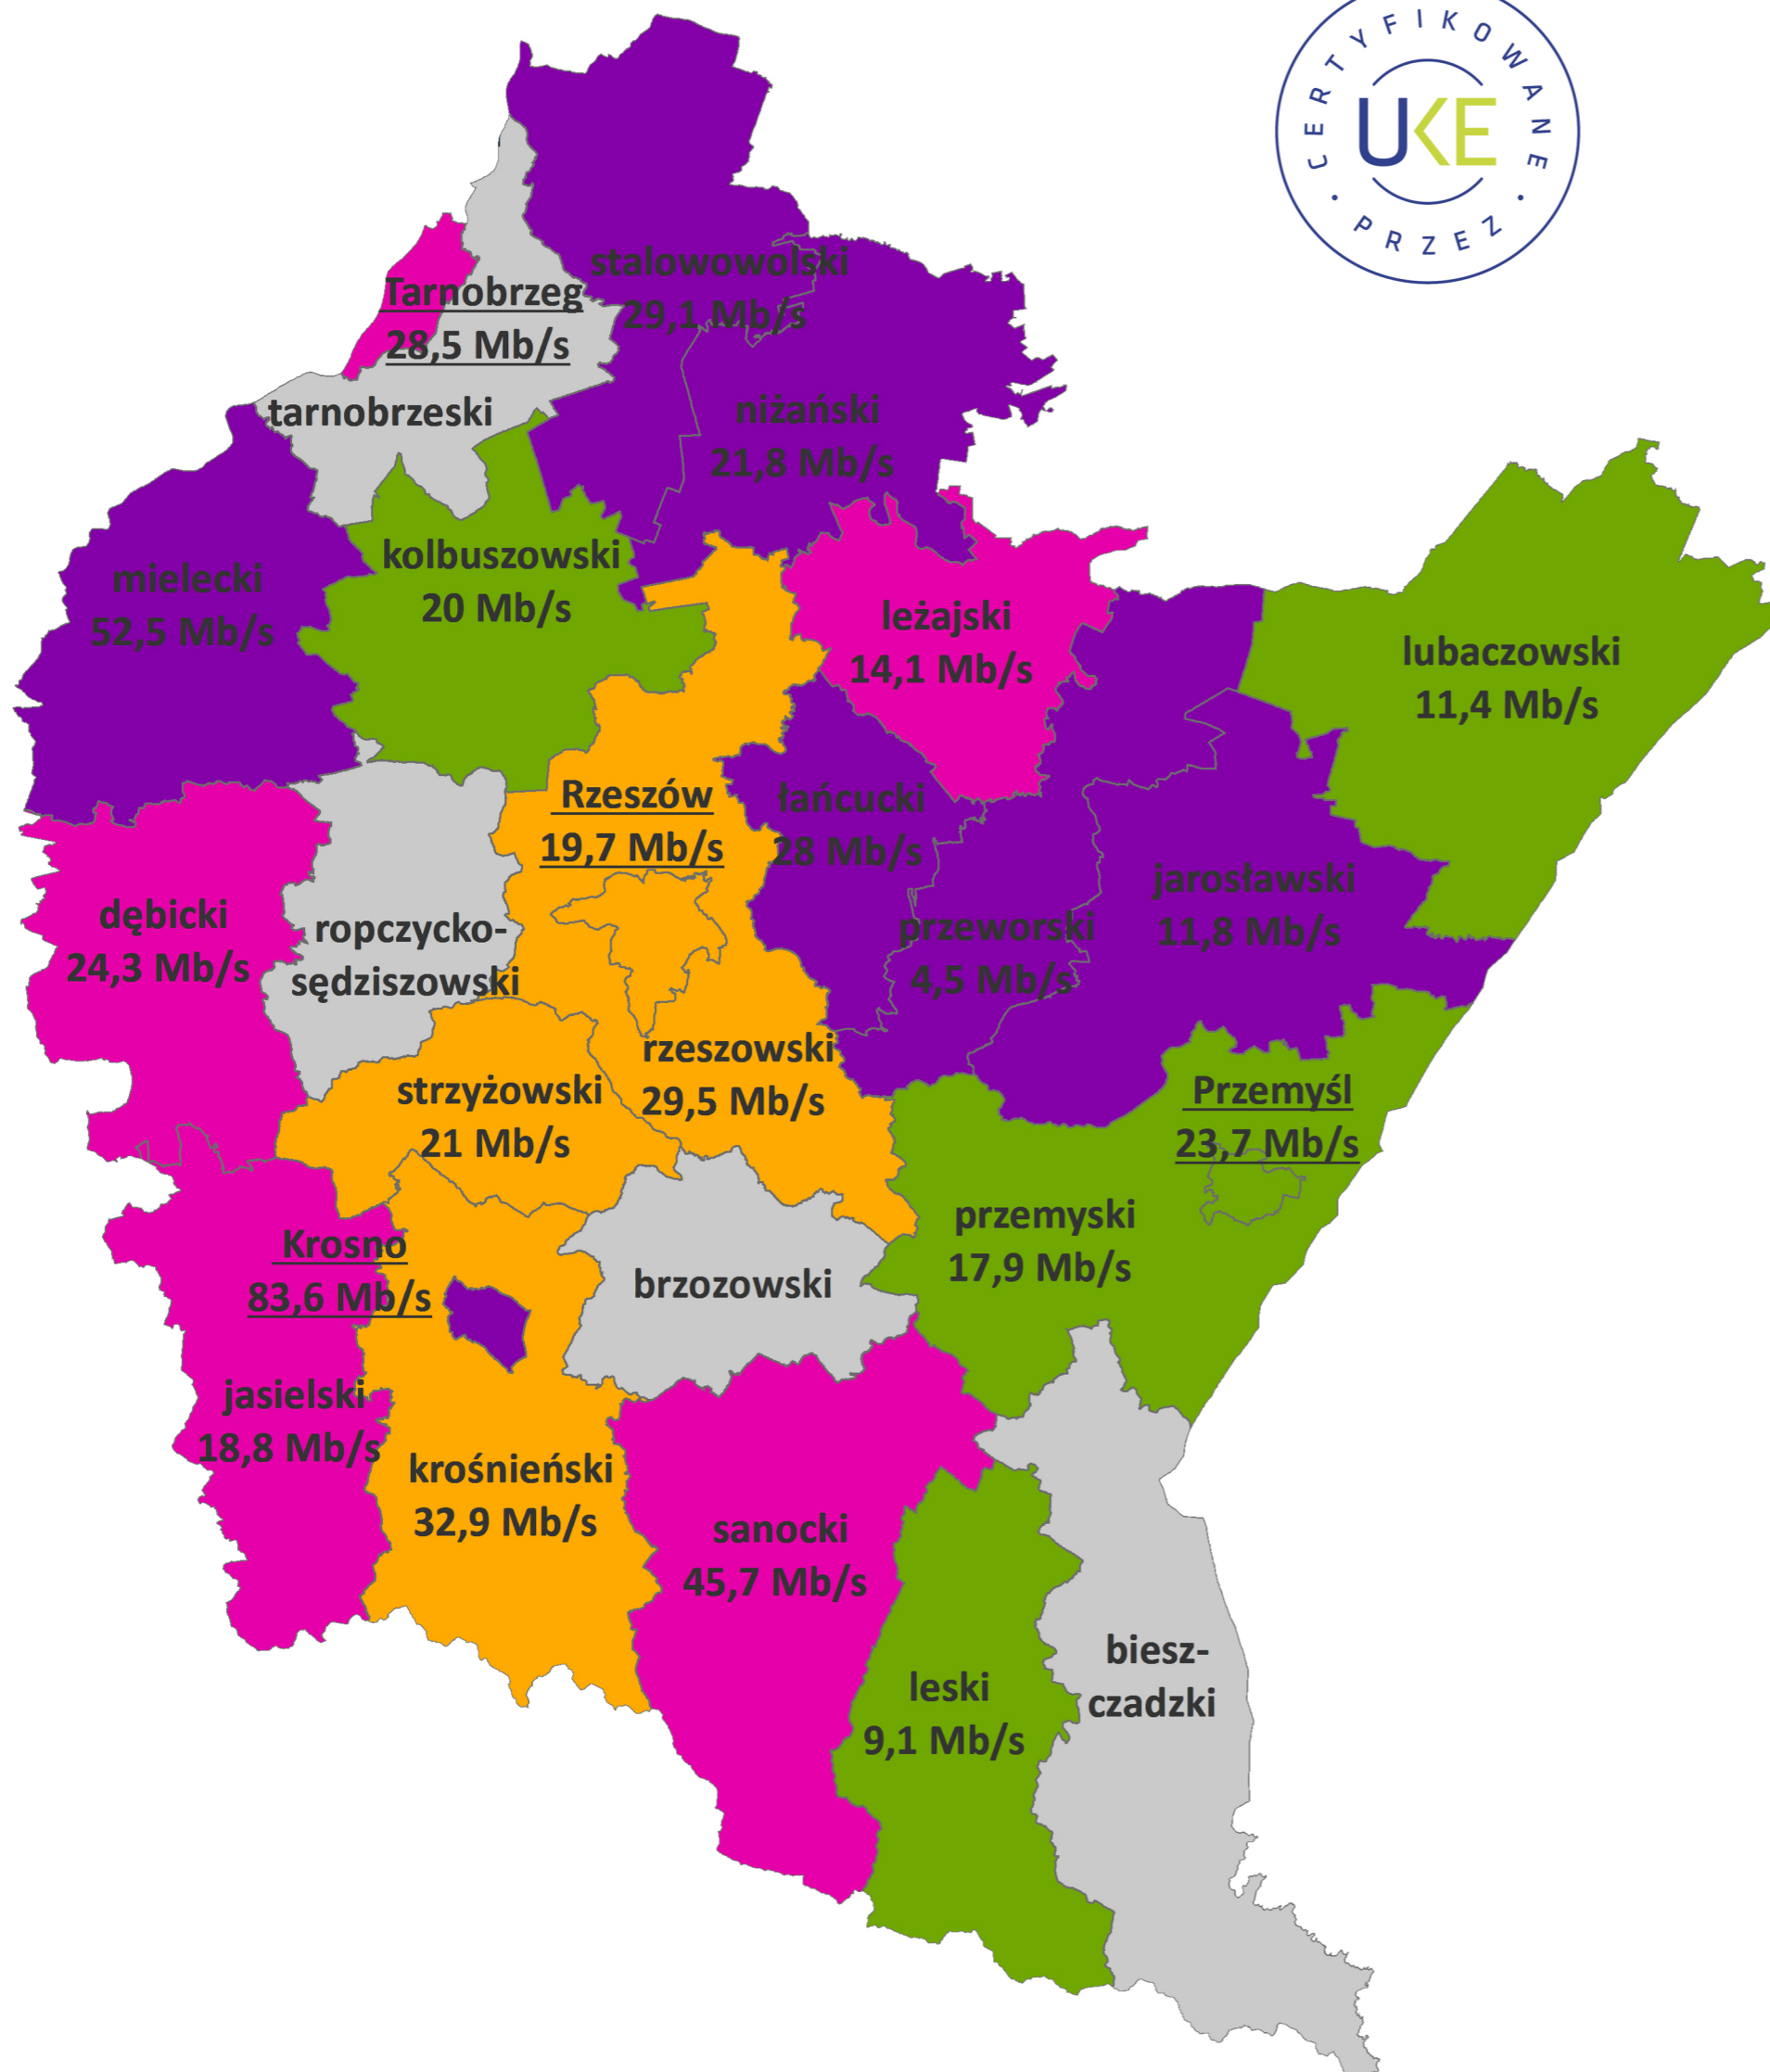 CERTYFIKOWANE
UKE
• PRZEZ •
stalowowolski
29,1 Mb/s
Tarnobrzeg
28,5 Mb/s
tarnobrzeski
niżański
21,8 Mb/s
kolbuszowski
20 Mb/s
mielecki
52,5 Mb/s
leżajski
14,1 Mb/s
lubaczowski
11,4 Mb/s
Rzeszów
19,7 Mb/s
łańcucki
28 Mb/s
jarosławski
11,8 Mb/s
dębicki
24,3 Mb/s
ropczycko-
sędziszowski
przeworski
4,5 Mb/s
rzeszowski
29,5 Mb/s
strzyżowski
21 Mb/s
Przemyśl
23,7 Mb/s
przemyski
17,9 Mb/s
Krosno
83,6 Mb/s
brzozowski
jasielski
18,8 Mb/s
krośnieński
32,9 Mb/s
sanocki
45,7 Mb/s
biesz-
czadzki
leski
9,1 Mb/s